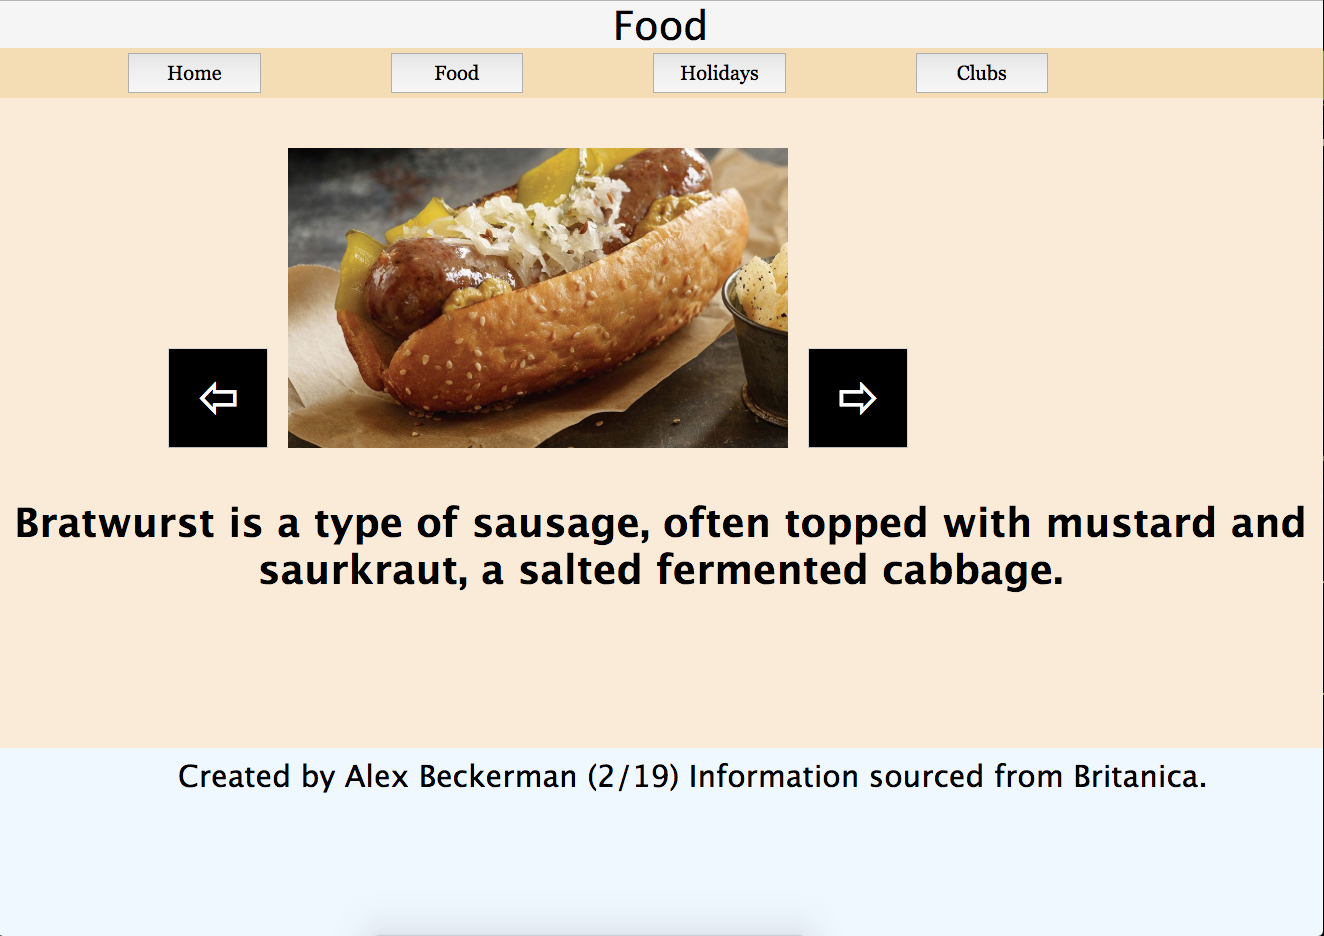 Food
Home Food Holidays Clubs
Bratwurst is a type of sausage, often topped with mustard and
saurkraut, a salted fermented cabbage.
Created by Alex Beckerman (2/19) Information sourced from Britanica.